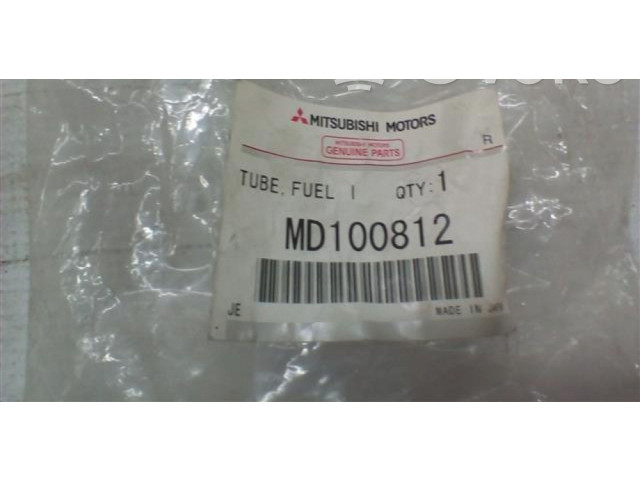 MITSUBISHI MOTORS
MITSUBISHI MOTORS
GENUINE PARTS
R
TUBE, FUEL I QTY:1
MD100812
JE MADE IN JAPAN